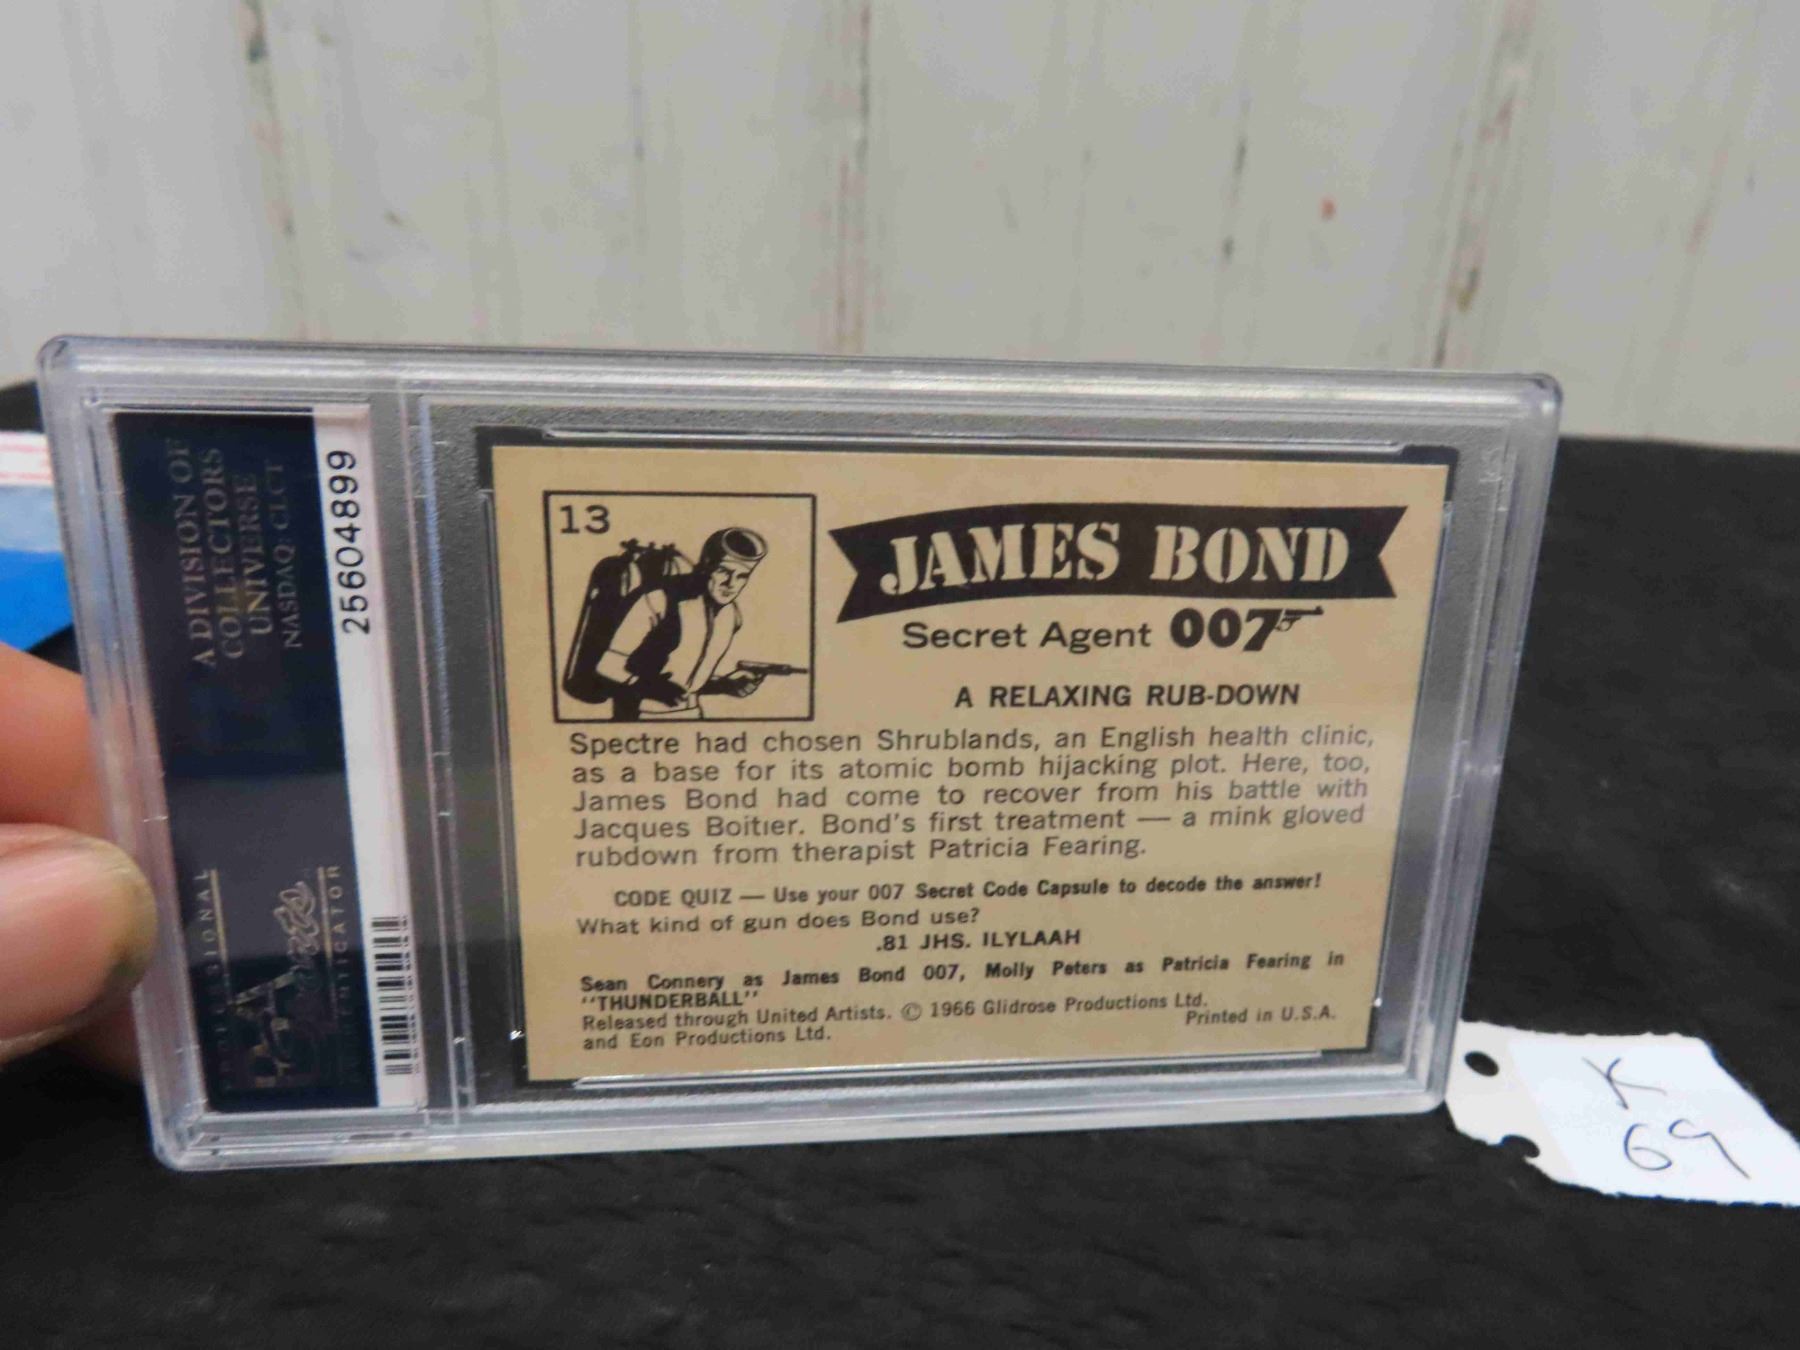 A DIVISION OF
COLLECTORS
UNIVERSE
NASDAQ: CLCT
25604899
PROFESSIONAL
13
JAMES BOND
Secret Agent 007
A RELAXING RUB-DOWN
Spectre had chosen Shrublands, an English health clinic,
as a base for its atomic bomb hijacking plot. Here, too,
James Bond had come to recover from his battle with
Jacques Boitier. Bond's first treatment — a mink gloved
rubdown from therapist Patricia Fearing.
CODE QUIZ — Use your 007 Secret Code Capsule to decode the answer!
What kind of gun does Bond use?
.81 JHS. ILYLAAH
Sean Connery as James Bond 007, Molly Peters as Patricia Fearing in
"THUNDERBALL"
Released through United Artists. © 1966 Glidrose Productions Ltd.
and Eon Productions Ltd.
Printed in U.S.A.
K
69